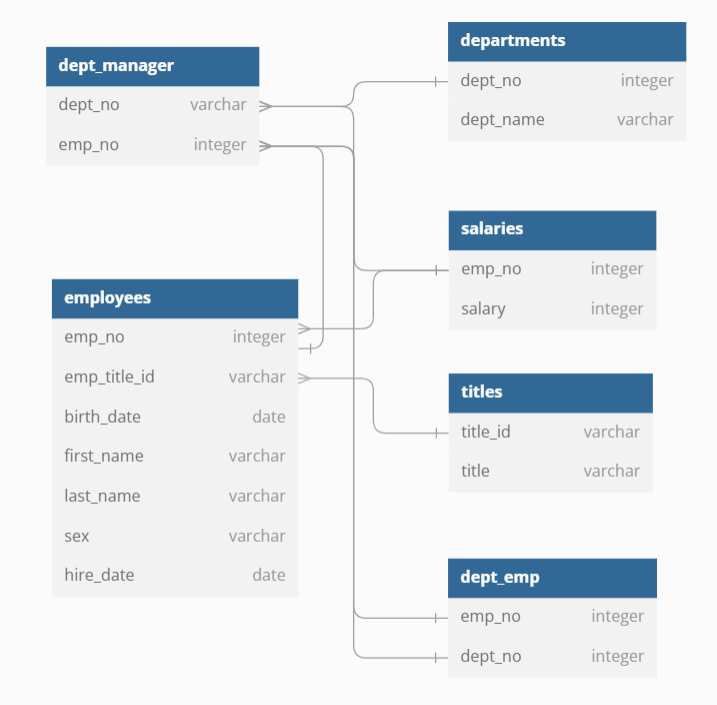 dept_manager
dept_no varchar
emp_no integer
departments
dept_no integer
dept_name varchar
salaries
emp_no integer
salary integer
employees
emp_no integer
emp_title_id varchar
birth_date date
first_name varchar
last_name varchar
sex varchar
hire_date date
titles
title_id varchar
title varchar
dept_emp
emp_no integer
dept_no integer